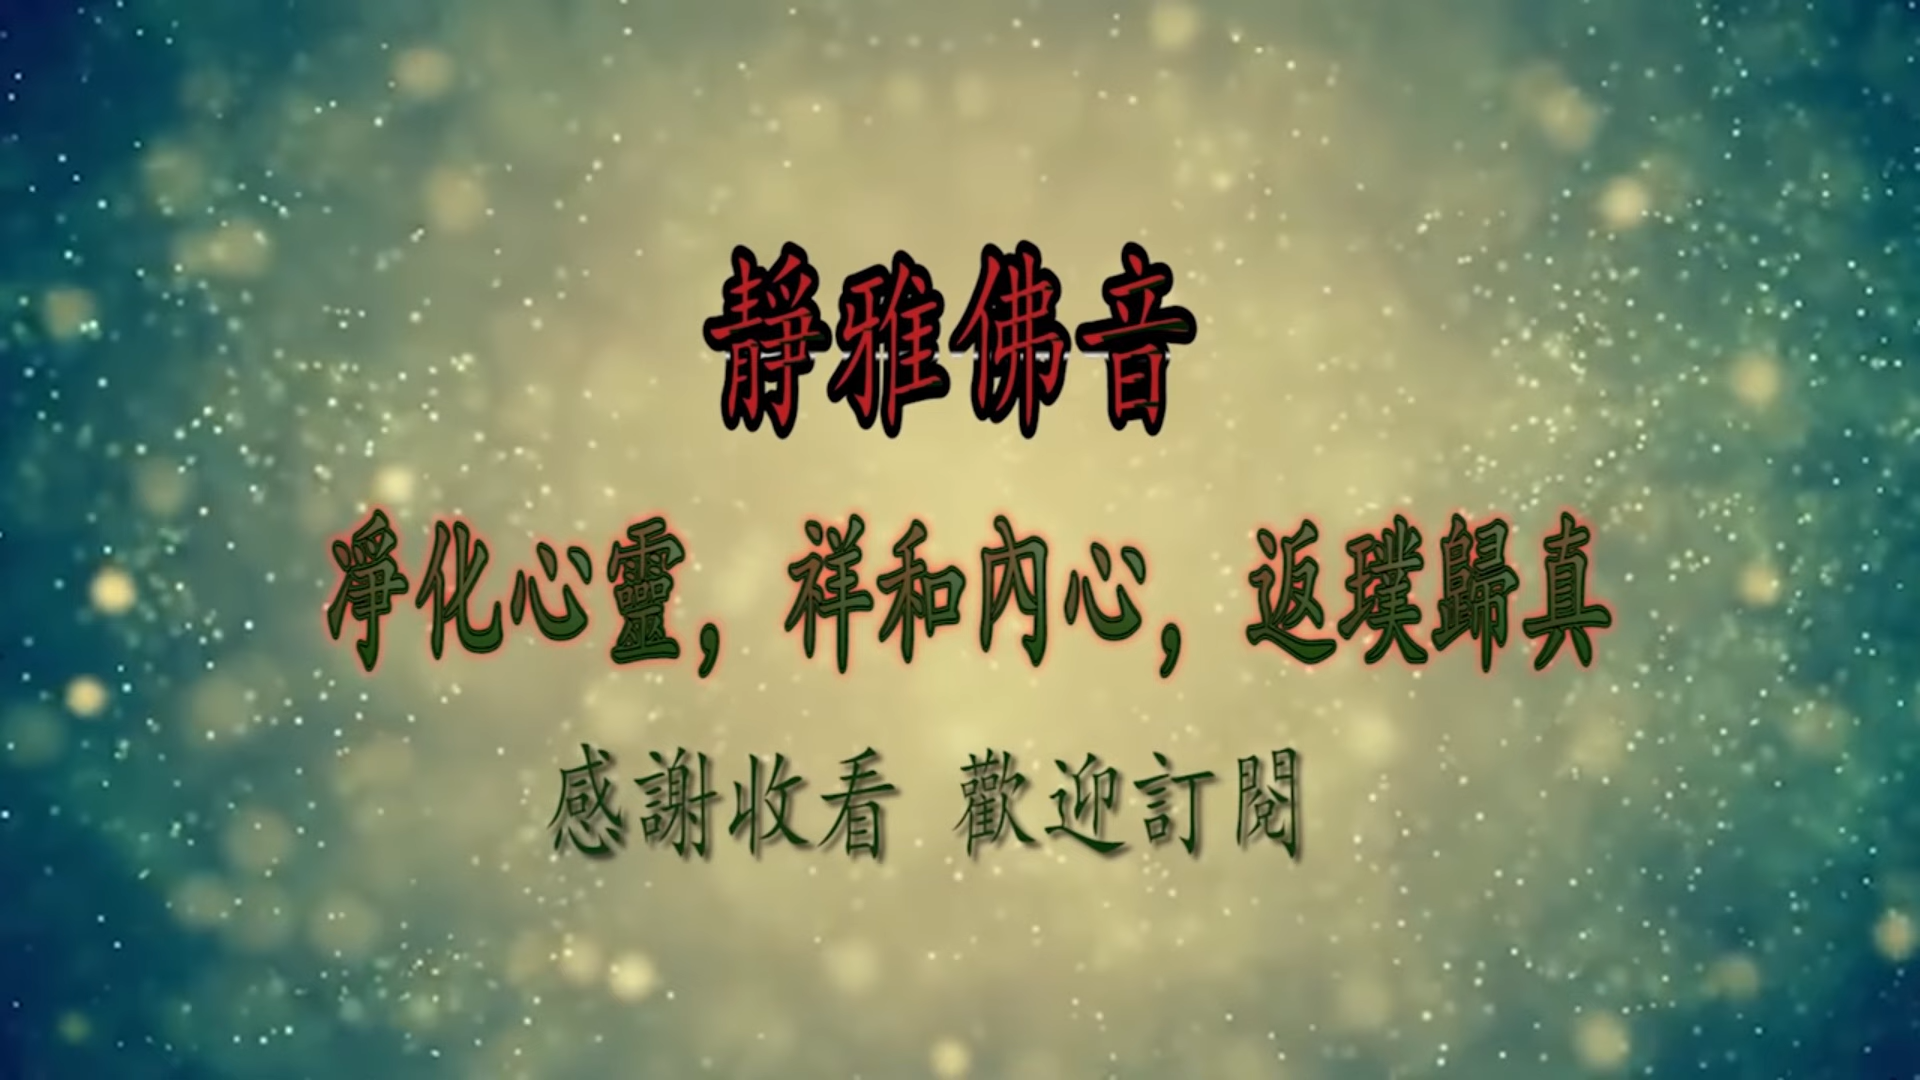 靜雅佛音
凈化心靈，祥和內心，返璞歸真
感謝收看 歡迎訂閱